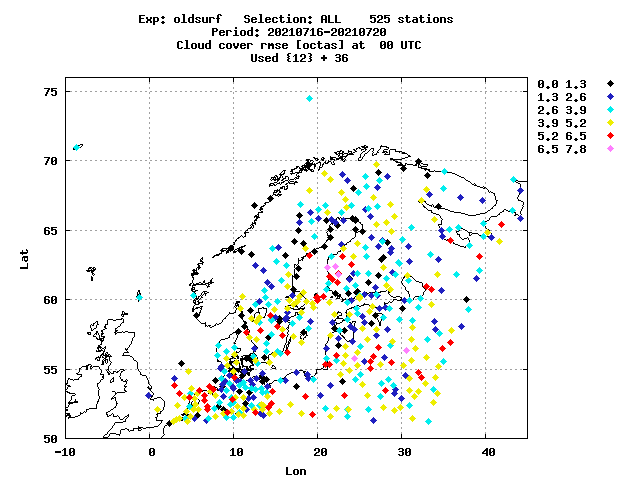 Exp: oldsurf   Selection: ALL    525 stations
Period: 20210716-20210720
Cloud cover rmse [octas] at  00 UTC
Used {12} + 36
0.0 1.3
1.3 2.6
2.6 3.9
3.9 5.2
5.2 6.5
6.5 7.8
75
70
65
60
55
50
Lat
-10 0 10 20 30 40
Lon